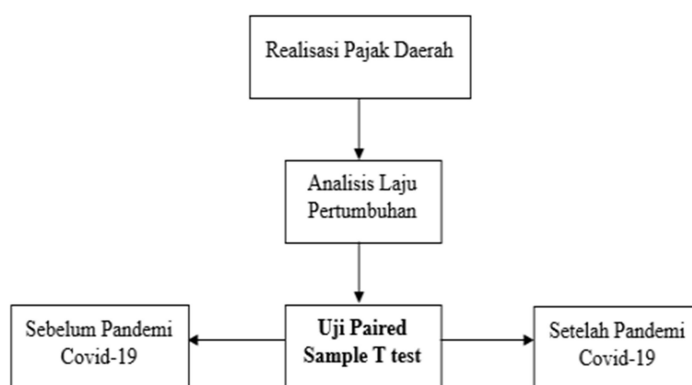 Realisasi Pajak Daerah
Analisis Laju
Pertumbuhan
Sebelum Pandemi
Covid-19
Uji Paired
Sample T test
Setelah Pandemi
Covid-19